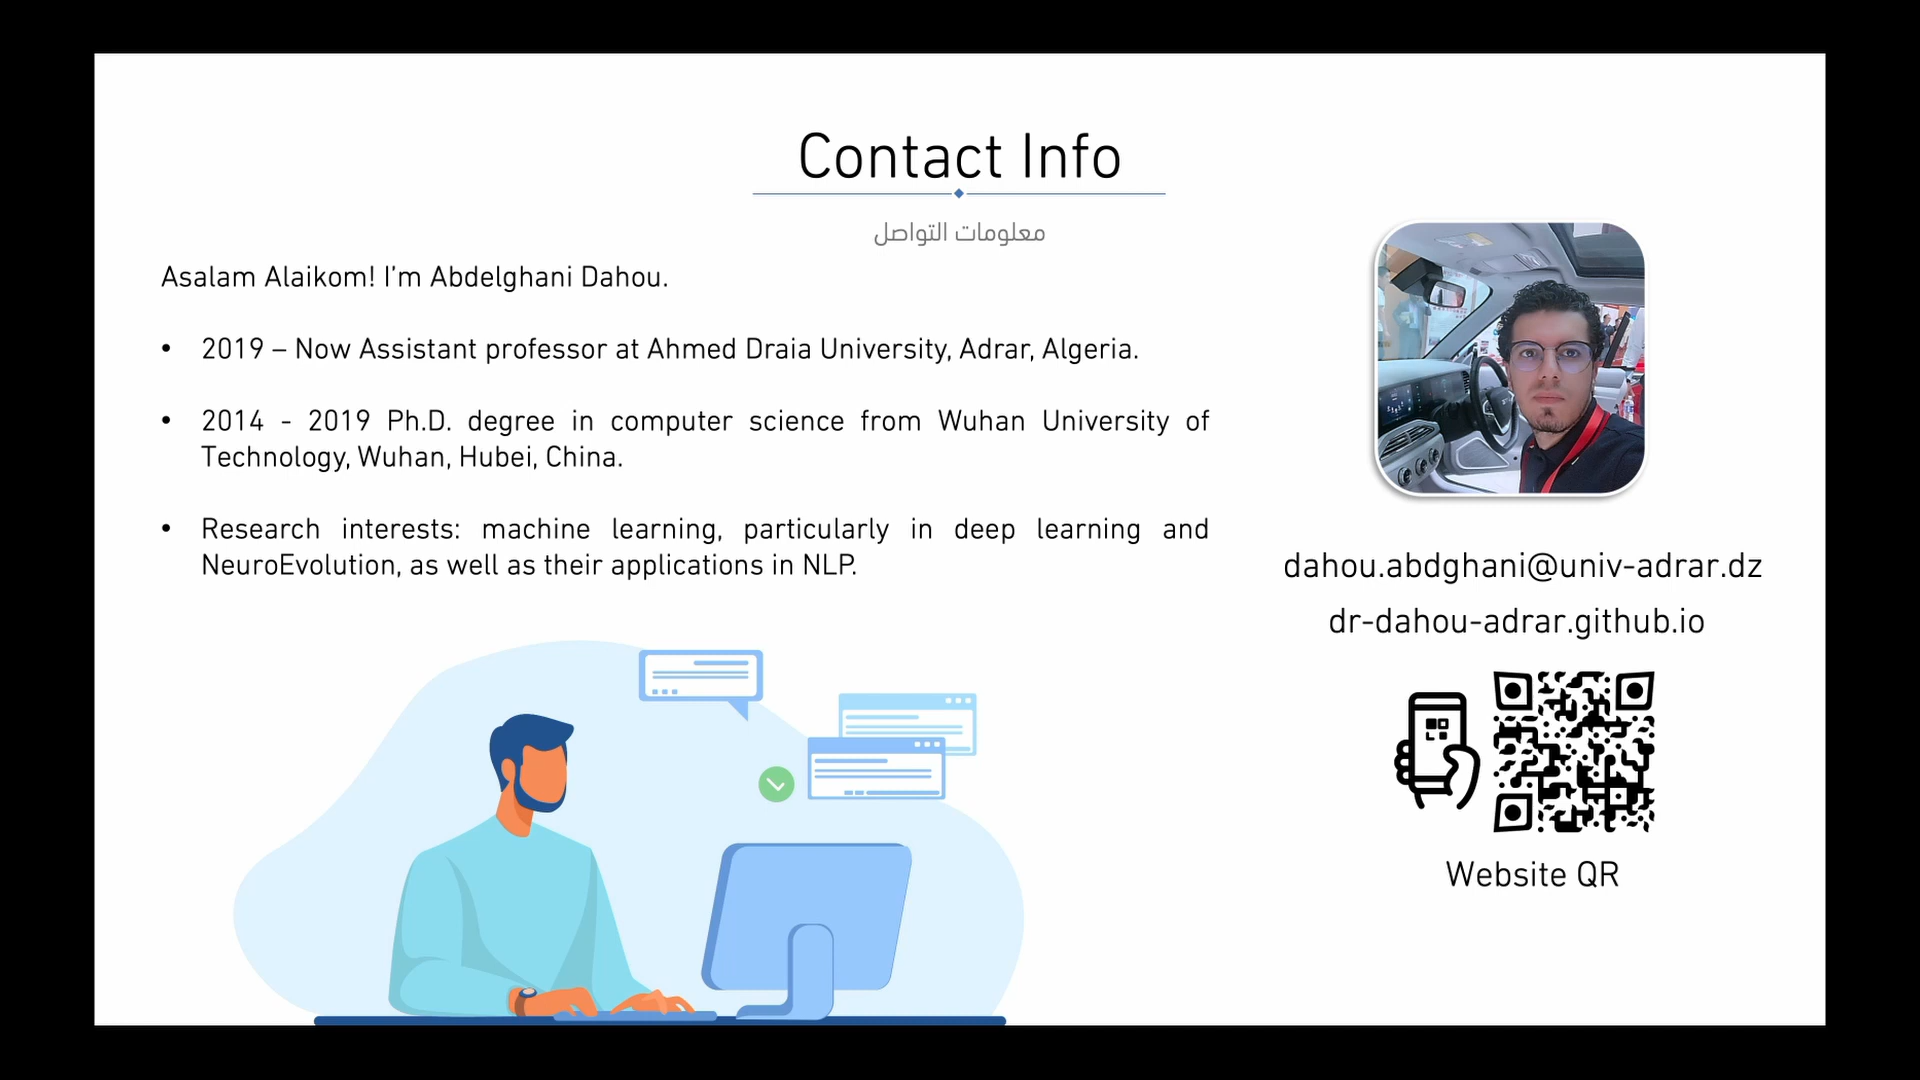 Contact Info
معلومات التواصل
Asalam Alaikom! I'm Abdelghani Dahou.
• 2019 – Now Assistant professor at Ahmed Draia University, Adrar, Algeria.
• 2014 - 2019 Ph.D. degree in computer science from Wuhan University of
Technology, Wuhan, Hubei, China.
• Research interests: machine learning, particularly in deep learning and
NeuroEvolution, as well as their applications in NLP.
dahou.abdghani@univ-adrar.dz
dr-dahou-adrar.github.io
Website QR